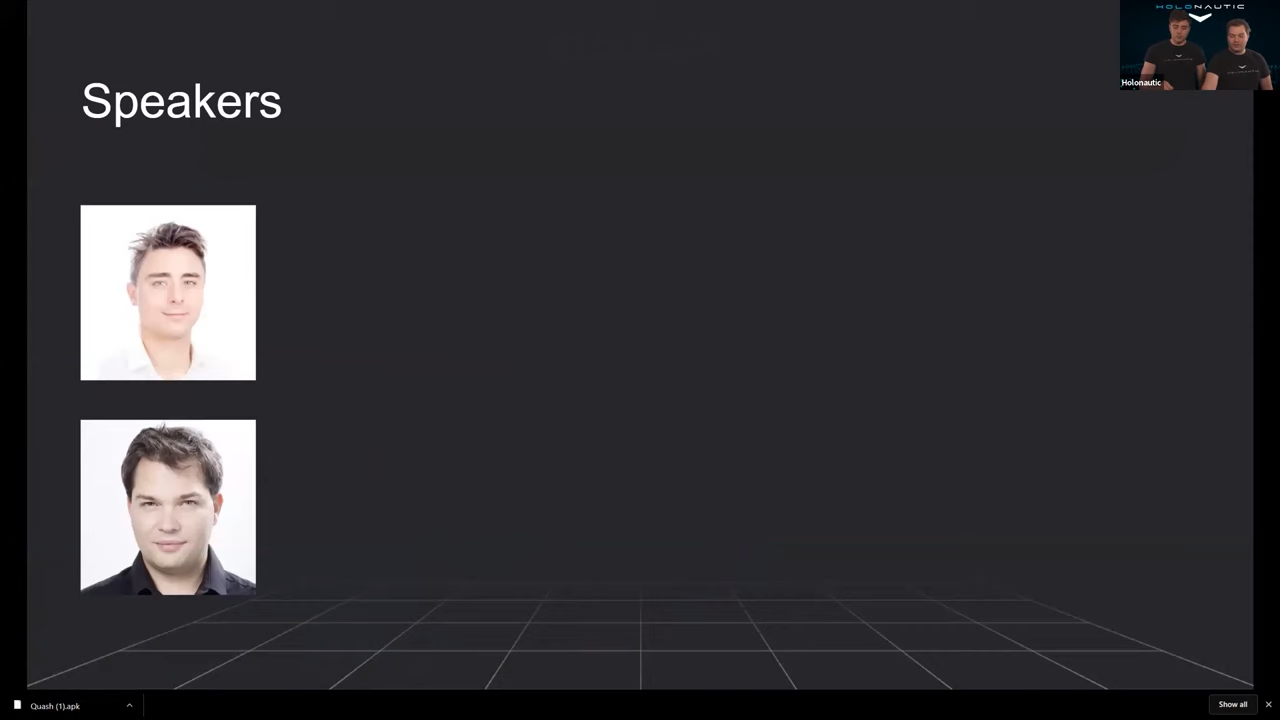 HOLONAUTIC
Holonautic
Speakers
Quash (1).apk
Show all